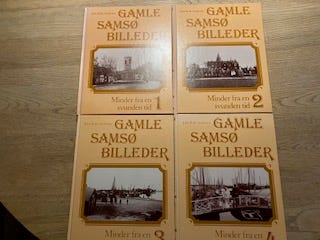 GAMLE
SAMSØ
BILLEDER
Minder fra en
svunden tid
1
GAMLE
SAMSØ
BILLEDER
Minder fra en
svunden tid
2
GAMLE
SAMSØ
BILLEDER
Minder fra en
3
GAMLE
SAMSØ
BILLEDER
Minder fra en
4